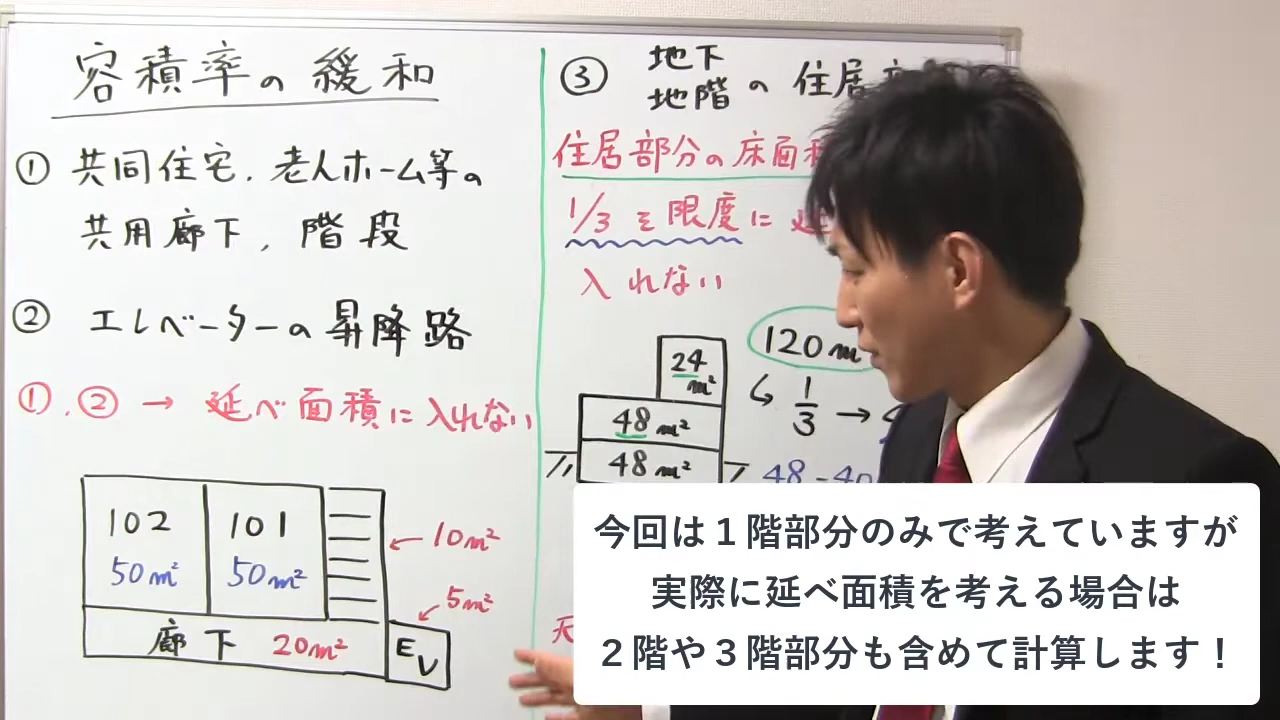 容積率の緩和
① 共同住宅、老人ホーム等の
共用廊下、階段
② エレベーターの昇降路
①、② → 延べ面積に入れない
102
101
50m²
50m²
10m²
5m²
廊下 20m²
EV
③ 地下
地階 の 住居
住居部分の床面積
1/3 を限度に 延
入れない
24
m²
48m²
48m²
120m
↳ 1/3 →
48-40
今回は1階部分のみで考えていますが
実際に延べ面積を考える場合は
2階や3階部分も含めて計算します!